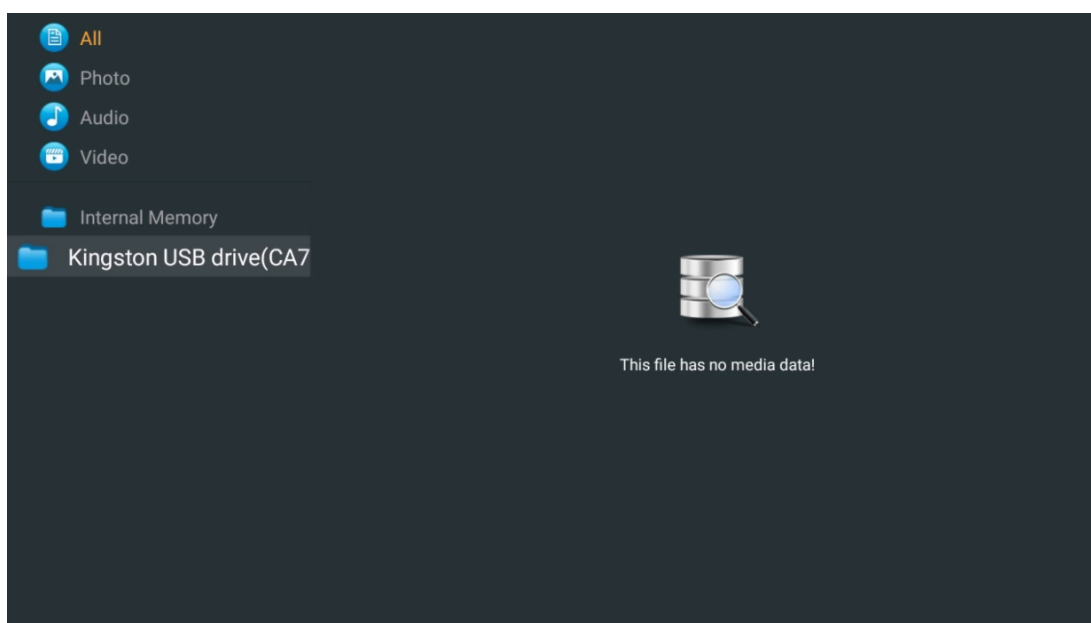 All
Photo
Audio
Video
Internal Memory
Kingston USB drive(CA7
This file has no media data!